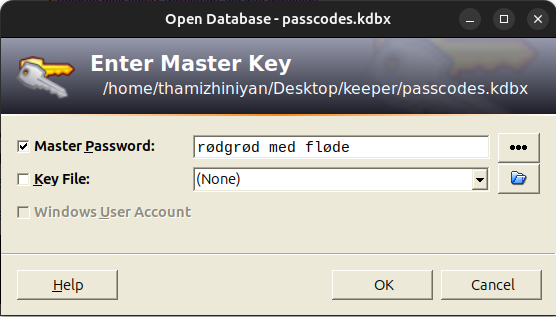 Open Database - passcodes.kdbx
Enter Master Key
/home/thamizhiniyan/Desktop/keeper/passcodes.kdbx
Master Password: rødgrød med fløde
Key File: (None)
Windows User Account
Help OK Cancel